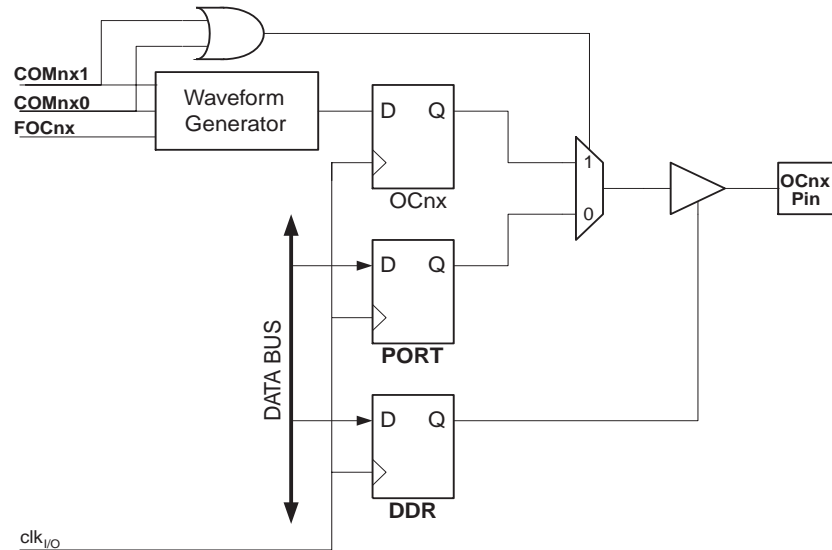 COMnx1
COMnx0
FOCnx
Waveform
Generator
D Q
OCnx
1
0
OCnx
Pin
D Q
PORT
DATA BUS
D Q
DDR
clkI/O